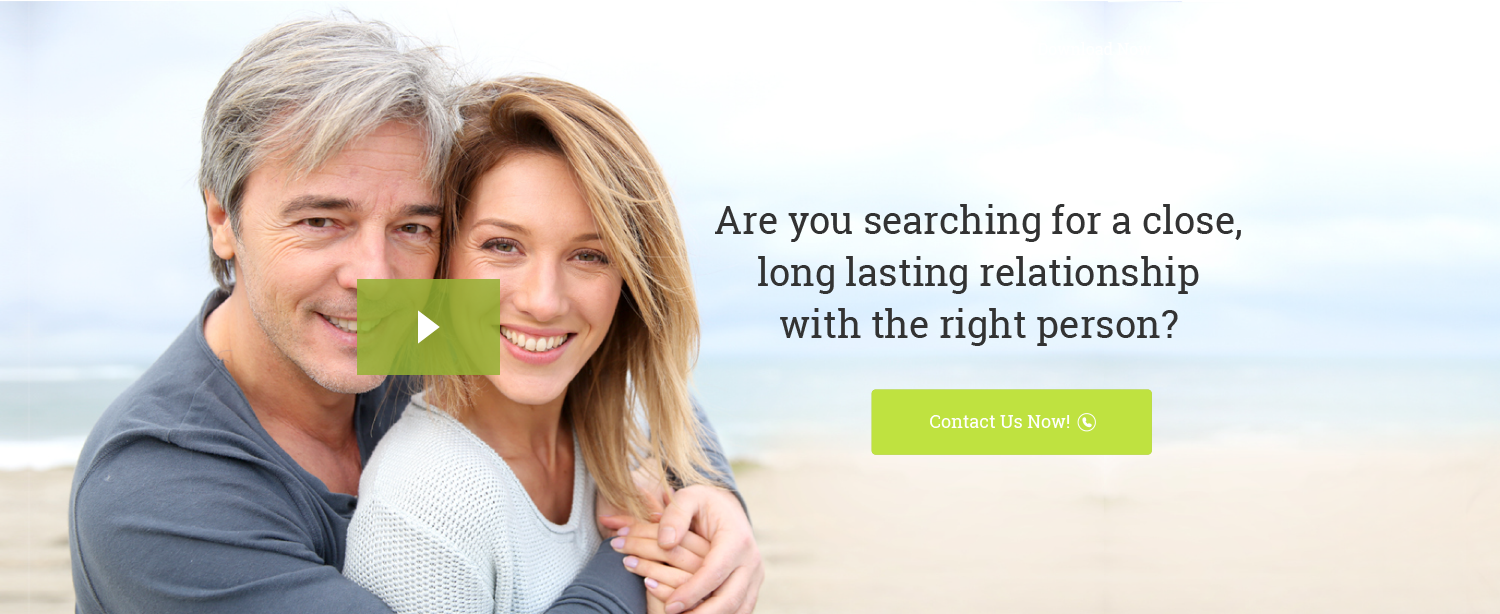 Are you searching for a close,
long lasting relationship
with the right person?
Contact Us Now!